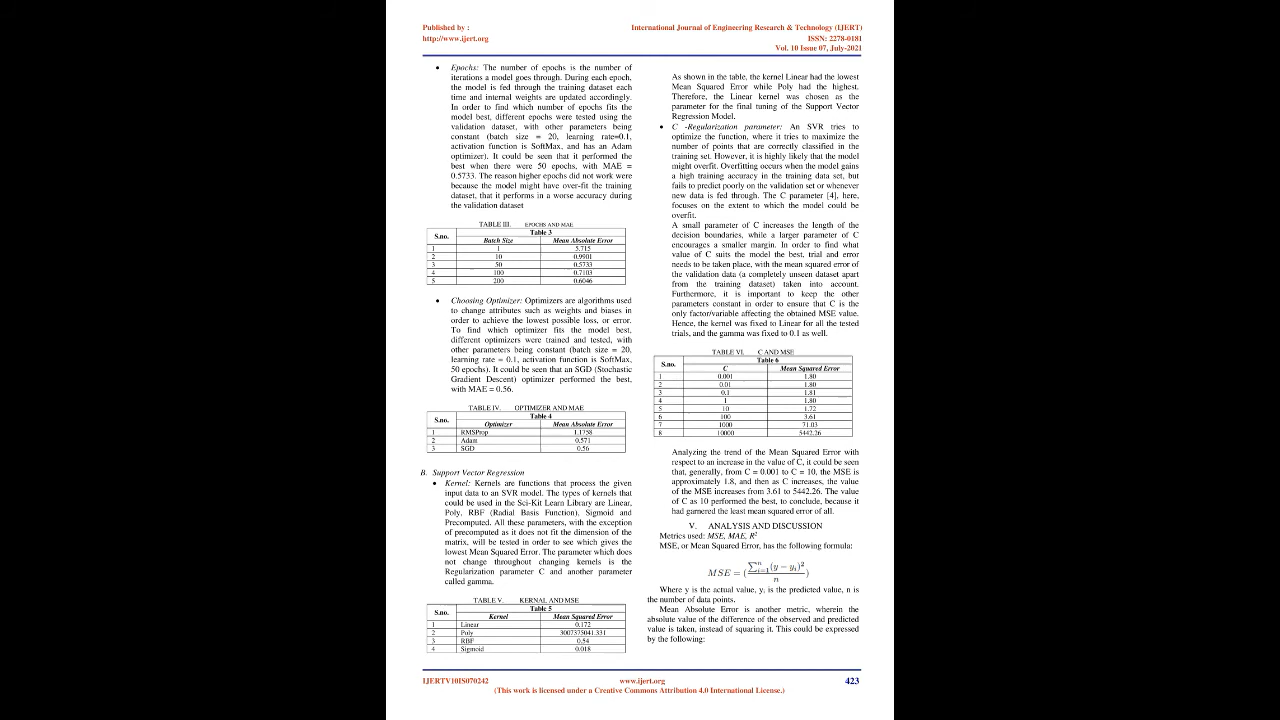 Published by :
http://www.ijert.org
International Journal of Engineering Research & Technology (IJERT)
ISSN: 2278-0181
Vol. 10 Issue 07, July-2021
• Epochs: The number of epochs is the number of
iterations a model goes through. During each epoch,
the model is fed through the training dataset each
time and internal weights are updated accordingly.
In order to find which number of epochs fits the
model best, different epochs were tested using the
validation dataset, with other parameters being
constant (batch size = 20, learning rate=0.1,
activation function is SoftMax, and has an Adam
optimizer). It could be seen that it performed the
best when there were 50 epochs, with MAE =
0.5733. The reason higher epochs did not work were
because the model might have over-fit the training
dataset, that it performs in a worse accuracy during
the validation dataset
TABLE III. EPOCHS AND MAE
S.no. Table 3
Batch Size Mean Absolute Error
1 1 5.715
2 10 0.9901
3 50 0.5733
4 100 0.7103
5 200 0.6046
• Choosing Optimizer: Optimizers are algorithms used
to change attributes such as weights and biases in
order to achieve the lowest possible loss, or error.
To find which optimizer fits the model best,
different optimizers were trained and tested, with
other parameters being constant (batch size = 20,
learning rate = 0.1, activation function is SoftMax,
50 epochs). It could be seen that an SGD (Stochastic
Gradient Descent) optimizer performed the best,
with MAE = 0.56.
TABLE IV. OPTIMIZER AND MAE
S.no. Table 4
Optimizer Mean Absolute Error
1 RMSProp 1.1758
2 Adam 0.571
3 SGD 0.56
B. Support Vector Regression
• Kernel: Kernels are functions that process the given
input data to an SVR model. The types of kernels that
could be used in the Sci-Kit Learn Library are Linear,
Poly, RBF (Radial Basis Function), Sigmoid and
Precomputed. All these parameters, with the exception
of precomputed as it does not fit the dimension of the
matrix, will be tested in order to see which gives the
lowest Mean Squared Error. The parameter which does
not change throughout changing kernels is the
Regularization parameter C and another parameter
called gamma.
TABLE V. KERNAL AND MSE
S.no. Table 5
Kernel Mean Squared Error
1 Linear 0.172
2 Poly 3007375041.331
3 RBF 0.54
4 Sigmoid 0.018
As shown in the table, the kernel Linear had the lowest
Mean Squared Error while Poly had the highest.
Therefore, the Linear kernel was chosen as the
parameter for the final tuning of the Support Vector
Regression Model.
• C -Regularization parameter: An SVR tries to
optimize the function, where it tries to maximize the
number of points that are correctly classified in the
training set. However, it is highly likely that the model
might overfit. Overfitting occurs when the model gains
a high training accuracy in the training data set, but
fails to predict poorly on the validation set or whenever
new data is fed through. The C parameter [4], here,
focuses on the extent to which the model could be
overfit.
A small parameter of C increases the length of the
decision boundaries, while a larger parameter of C
encourages a smaller margin. In order to find what
value of C suits the model the best, trial and error
needs to be taken place, with the mean squared error of
the validation data (a completely unseen dataset apart
from the training dataset) taken into account.
Furthermore, it is important to keep the other
parameters constant in order to ensure that C is the
only factor/variable affecting the obtained MSE value.
Hence, the kernel was fixed to Linear for all the tested
trials, and the gamma was fixed to 0.1 as well.
TABLE VI. C AND MSE
S.no. Table 6
C Mean Squared Error
1 0.001 1.80
2 0.01 1.80
3 0.1 1.81
4 1 1.80
5 10 1.72
6 100 3.61
7 1000 71.03
8 10000 5442.26
Analyzing the trend of the Mean Squared Error with
respect to an increase in the value of C, it could be seen
that, generally, from C = 0.001 to C = 10, the MSE is
approximately 1.8, and then as C increases, the value
of the MSE increases from 3.61 to 5442.26. The value
of C as 10 performed the best, to conclude, because it
had garnered the least mean squared error of all.
V. ANALYSIS AND DISCUSSION
Metrics used: MSE, MAE, R²
MSE, or Mean Squared Error, has the following formula:
MSE = (∑ⁿᵢ₌₁(y − yᵢ)² / n)
Where y is the actual value, yᵢ is the predicted value, n is
the number of data points.
Mean Absolute Error is another metric, wherein the
absolute value of the difference of the observed and predicted
value is taken, instead of squaring it. This could be expressed
by the following:
IJERTV10IS070242
www.ijert.org
(This work is licensed under a Creative Commons Attribution 4.0 International License.)
423